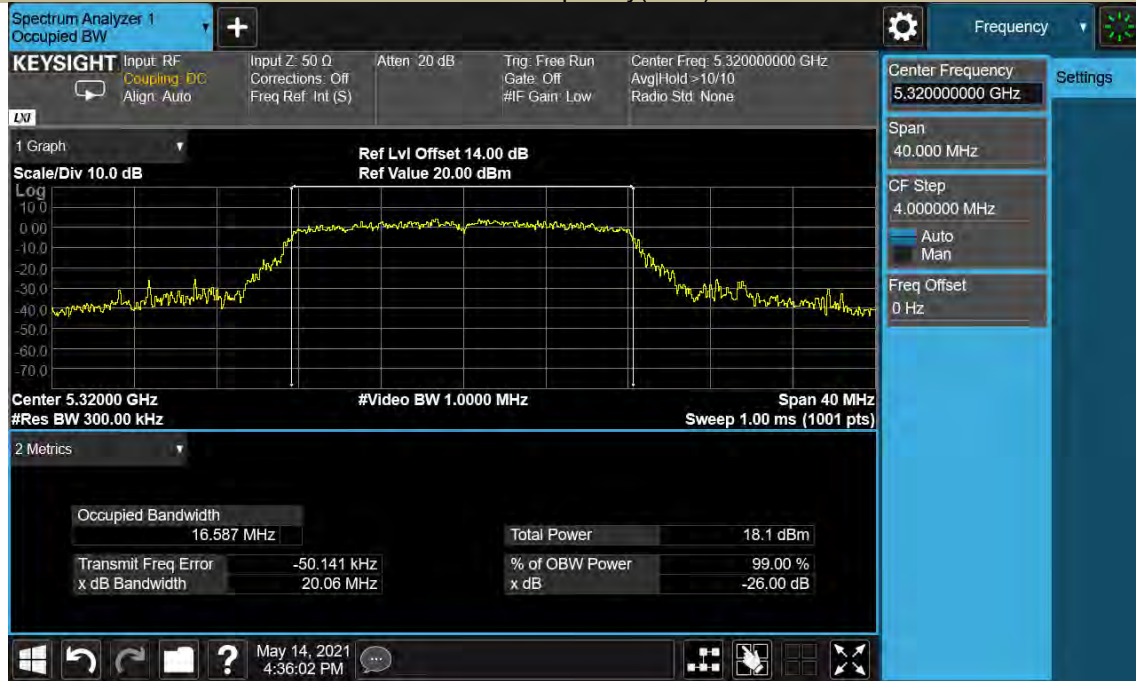 Spectrum Analyzer 1
Occupied BW
Frequency
KEYSIGHT
Input: RF
Coupling: DC
Align: Auto
Input Z: 50 Ω
Corrections: Off
Freq Ref: Int (S)
Atten: 20 dB
Trig: Free Run
Gate: Off
#IF Gain: Low
Center Freq: 5.320000000 GHz
Avg|Hold:>10/10
Radio Std: None
LXI
Center Frequency
5.320000000 GHz
Settings
Span
40.000 MHz
CF Step
4.000000 MHz
Auto
Man
Freq Offset
0 Hz
1 Graph
Scale/Div 10.0 dB
Ref Lvl Offset 14.00 dB
Ref Value 20.00 dBm
Log
10.0
0.00
-10.0
-20.0
-30.0
-40.0
-50.0
-60.0
-70.0
Center 5.32000 GHz
#Video BW 1.0000 MHz
Span 40 MHz
#Res BW 300.00 kHz
Sweep 1.00 ms (1001 pts)
2 Metrics
Occupied Bandwidth
16.587 MHz
Total Power 18.1 dBm
Transmit Freq Error -50.141 kHz
% of OBW Power 99.00 %
x dB Bandwidth 20.06 MHz
x dB -26.00 dB
?
May 14, 2021
4:36:02 PM